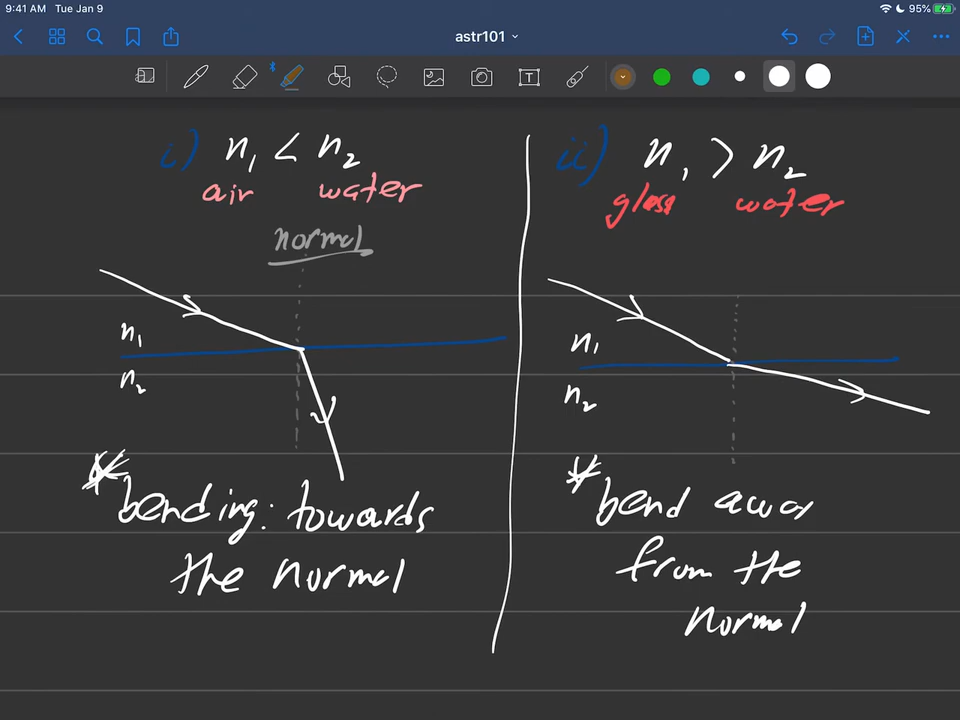 9:41 AM Tue Jan 9
95%
astr101
T
i) n₁ < n₂
air water
normal
n₁
n₂
*bending: towards
the normal
ii) n₁ > n₂
glass water
n₁
n₂
*bend away
from the
normal